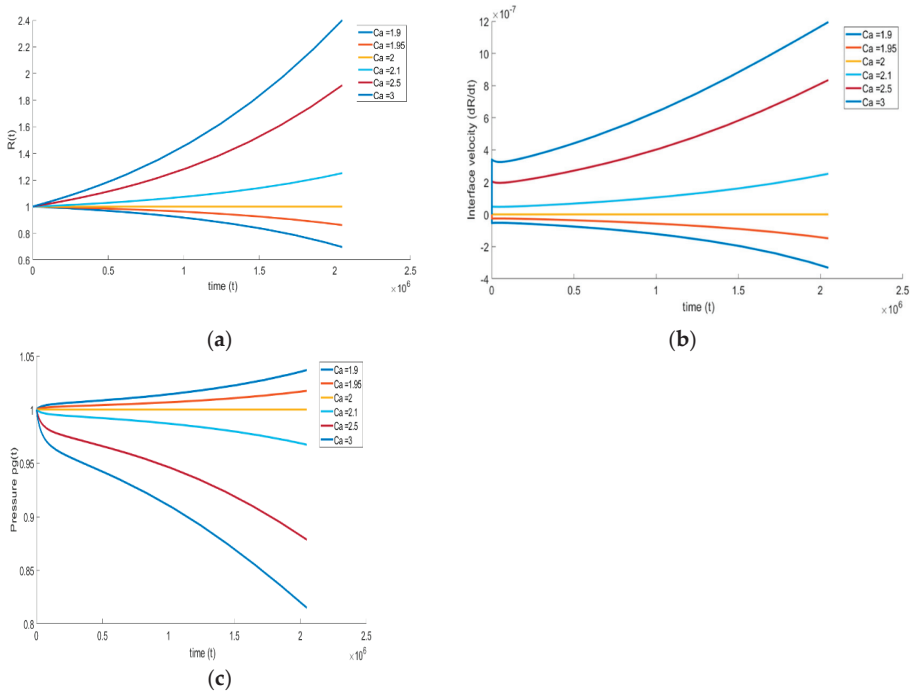 2.4
2.2
2
1.8
1.6
1.4
1.2
1
0.8
0.6
R(t)
0 0.5 1 1.5 2 2.5
time (t)
×10⁶
Ca =1.9
Ca =1.95
Ca =2
Ca =2.1
Ca =2.5
Ca =3
(a)
×10⁻⁷
12
10
8
6
4
2
0
-2
-4
Interface velocity (dR/dt)
0 0.5 1 1.5 2 2.5
time (t)
×10⁶
Ca =1.9
Ca =1.95
Ca =2
Ca =2.1
Ca =2.5
Ca =3
(b)
1.05
1
0.95
0.9
0.85
0.8
Pressure pg(t)
0 0.5 1 1.5 2 2.5
time (t)
×10⁶
Ca =1.9
Ca =1.95
Ca =2
Ca =2.1
Ca =2.5
Ca =3
(c)